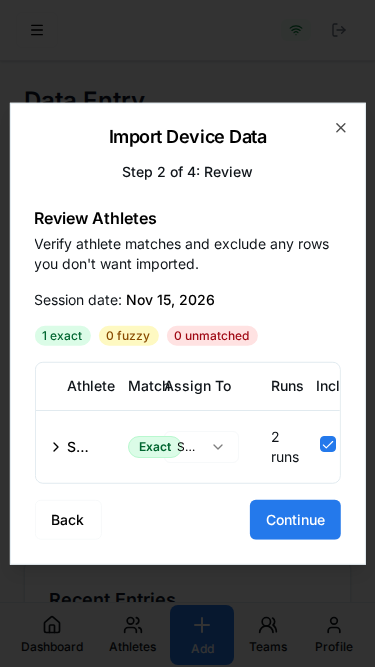 Data Entry
Import Device Data
Step 2 of 4: Review
Review Athletes
Verify athlete matches and exclude any rows
you don't want imported.
Session date: Nov 15, 2026
1 exact 0 fuzzy 0 unmatched
Athlete Match Assign To Runs Incl
S... Exact S... 2
runs
Back Continue
Recent Entries
Dashboard Athletes Add Teams Profile